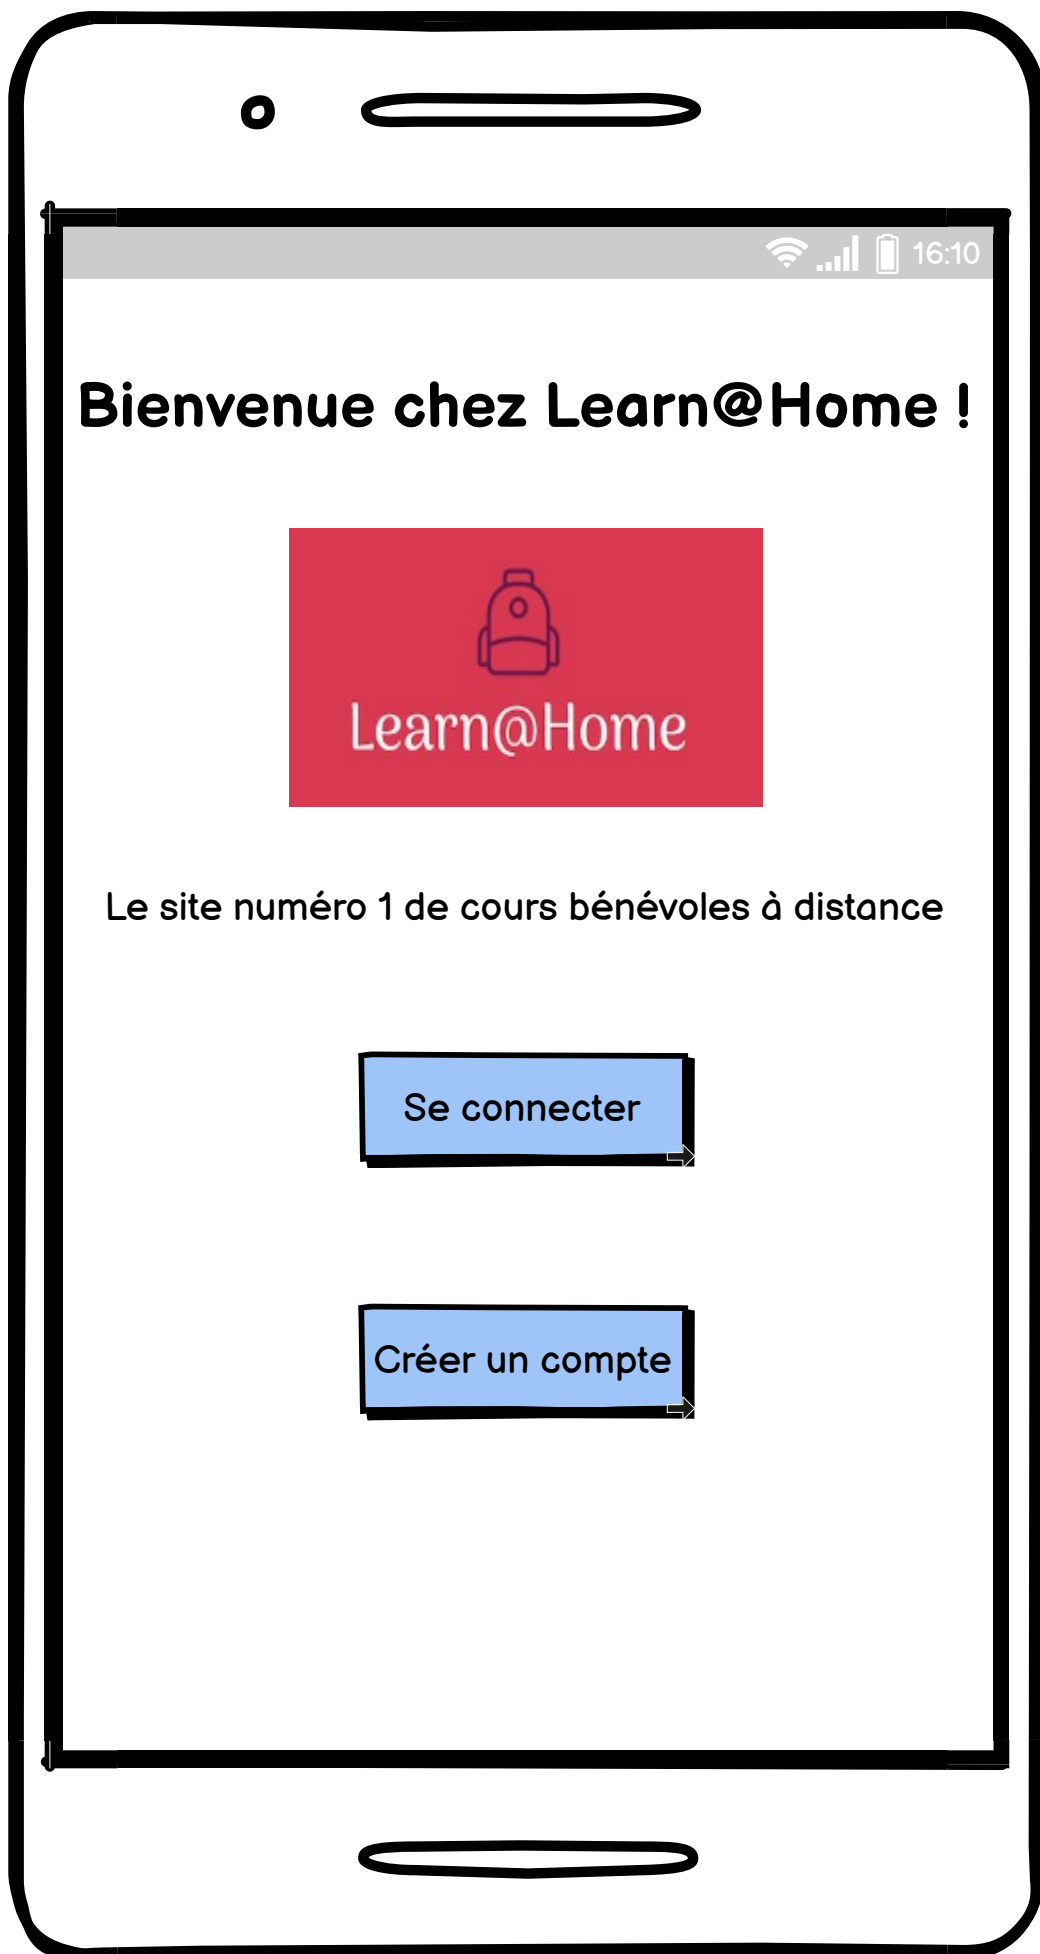 16:10
Bienvenue chez Learn@Home !
Learn@Home
Le site numéro 1 de cours bénévoles à distance
Se connecter
Créer un compte